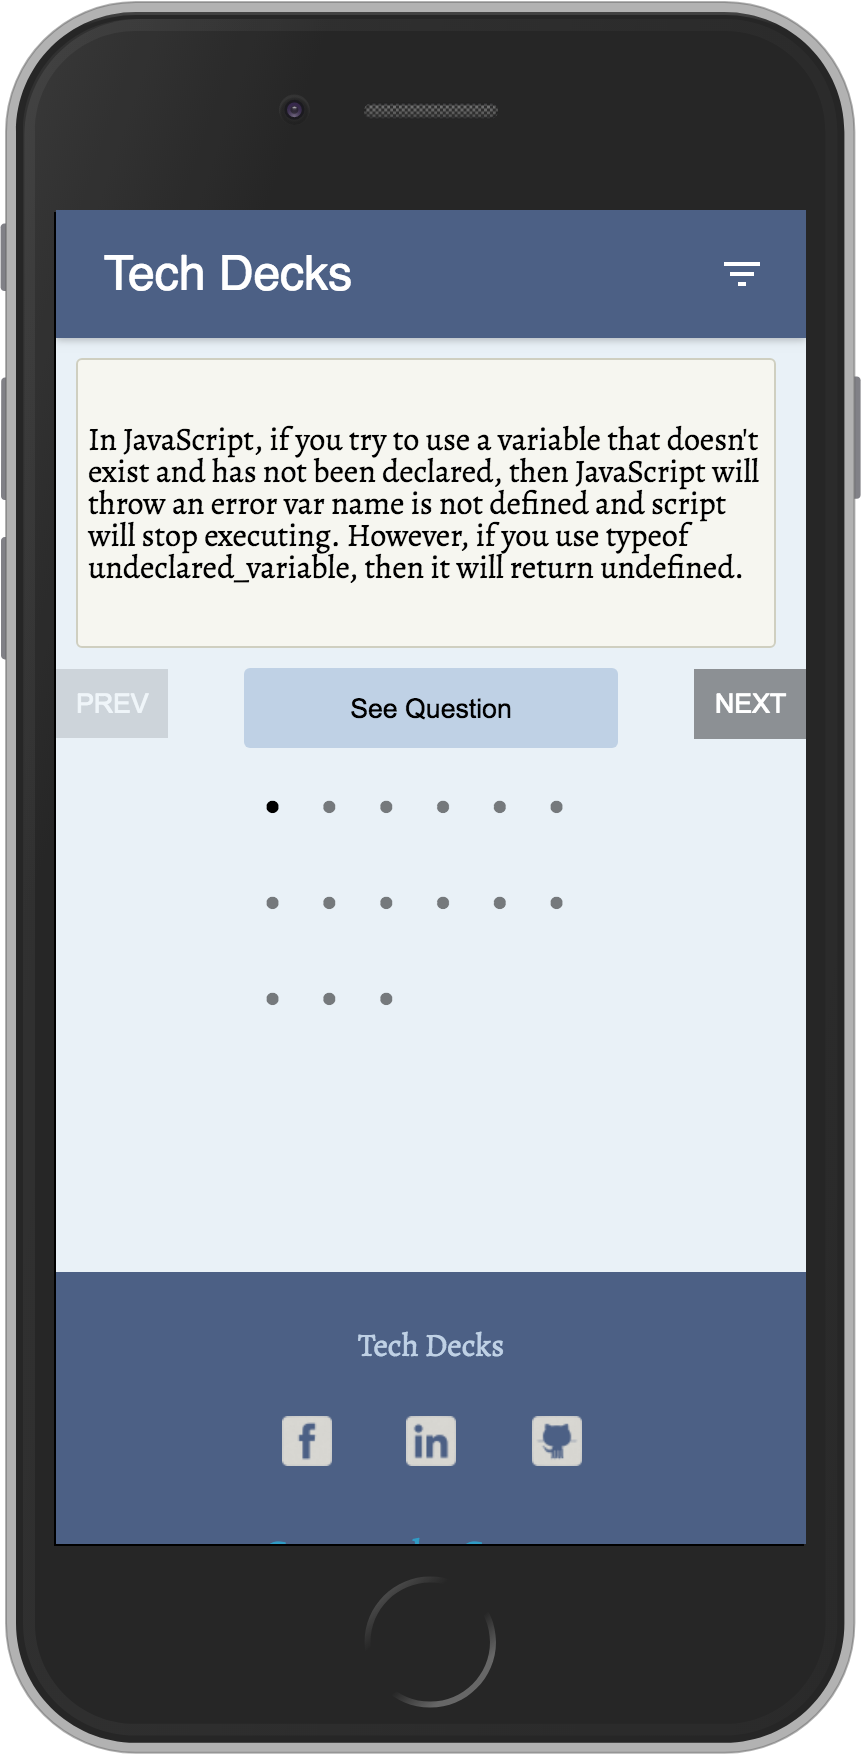 Tech Decks
In JavaScript, if you try to use a variable that doesn't
exist and has not been declared, then JavaScript will
throw an error var name is not defined and script
will stop executing. However, if you use typeof
undeclared_variable, then it will return undefined.
PREV
See Question
NEXT
Tech Decks
f
in